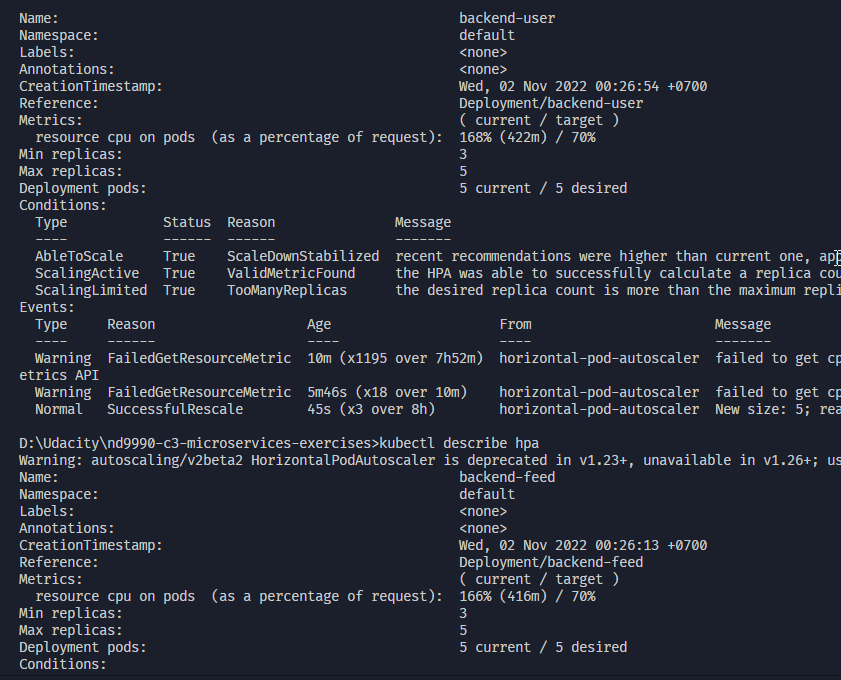 Name:                                                  backend-user
Namespace:                                             default
Labels:                                                <none>
Annotations:                                           <none>
CreationTimestamp:                                     Wed, 02 Nov 2022 00:26:54 +0700
Reference:                                             Deployment/backend-user
Metrics:                                               ( current / target )
  resource cpu on pods  (as a percentage of request):  168% (422m) / 70%
Min replicas:                                          3
Max replicas:                                          5
Deployment pods:                                       5 current / 5 desired
Conditions:
  Type            Status  Reason               Message
  ----            ------  ------               -------
  AbleToScale     True    ScaleDownStabilized  recent recommendations were higher than current one, app
  ScalingActive   True    ValidMetricFound     the HPA was able to successfully calculate a replica cou
  ScalingLimited  True    TooManyReplicas      the desired replica count is more than the maximum repli
Events:
  Type     Reason                   Age                     From                       Message
  ----     ------                   ----                    ----                       -------
  Warning  FailedGetResourceMetric  10m (x1195 over 7h52m)  horizontal-pod-autoscaler  failed to get cp
etrics API
  Warning  FailedGetResourceMetric  5m46s (x18 over 10m)    horizontal-pod-autoscaler  failed to get cp
  Normal   SuccessfulRescale        45s (x3 over 8h)        horizontal-pod-autoscaler  New size: 5; rea
D:\Udacity\nd9990-c3-microservices-exercises>kubectl describe hpa
Warning: autoscaling/v2beta2 HorizontalPodAutoscaler is deprecated in v1.23+, unavailable in v1.26+; us
Name:                                                  backend-feed
Namespace:                                             default
Labels:                                                <none>
Annotations:                                           <none>
CreationTimestamp:                                     Wed, 02 Nov 2022 00:26:13 +0700
Reference:                                             Deployment/backend-feed
Metrics:                                               ( current / target )
  resource cpu on pods  (as a percentage of request):  166% (416m) / 70%
Min replicas:                                          3
Max replicas:                                          5
Deployment pods:                                       5 current / 5 desired
Conditions: